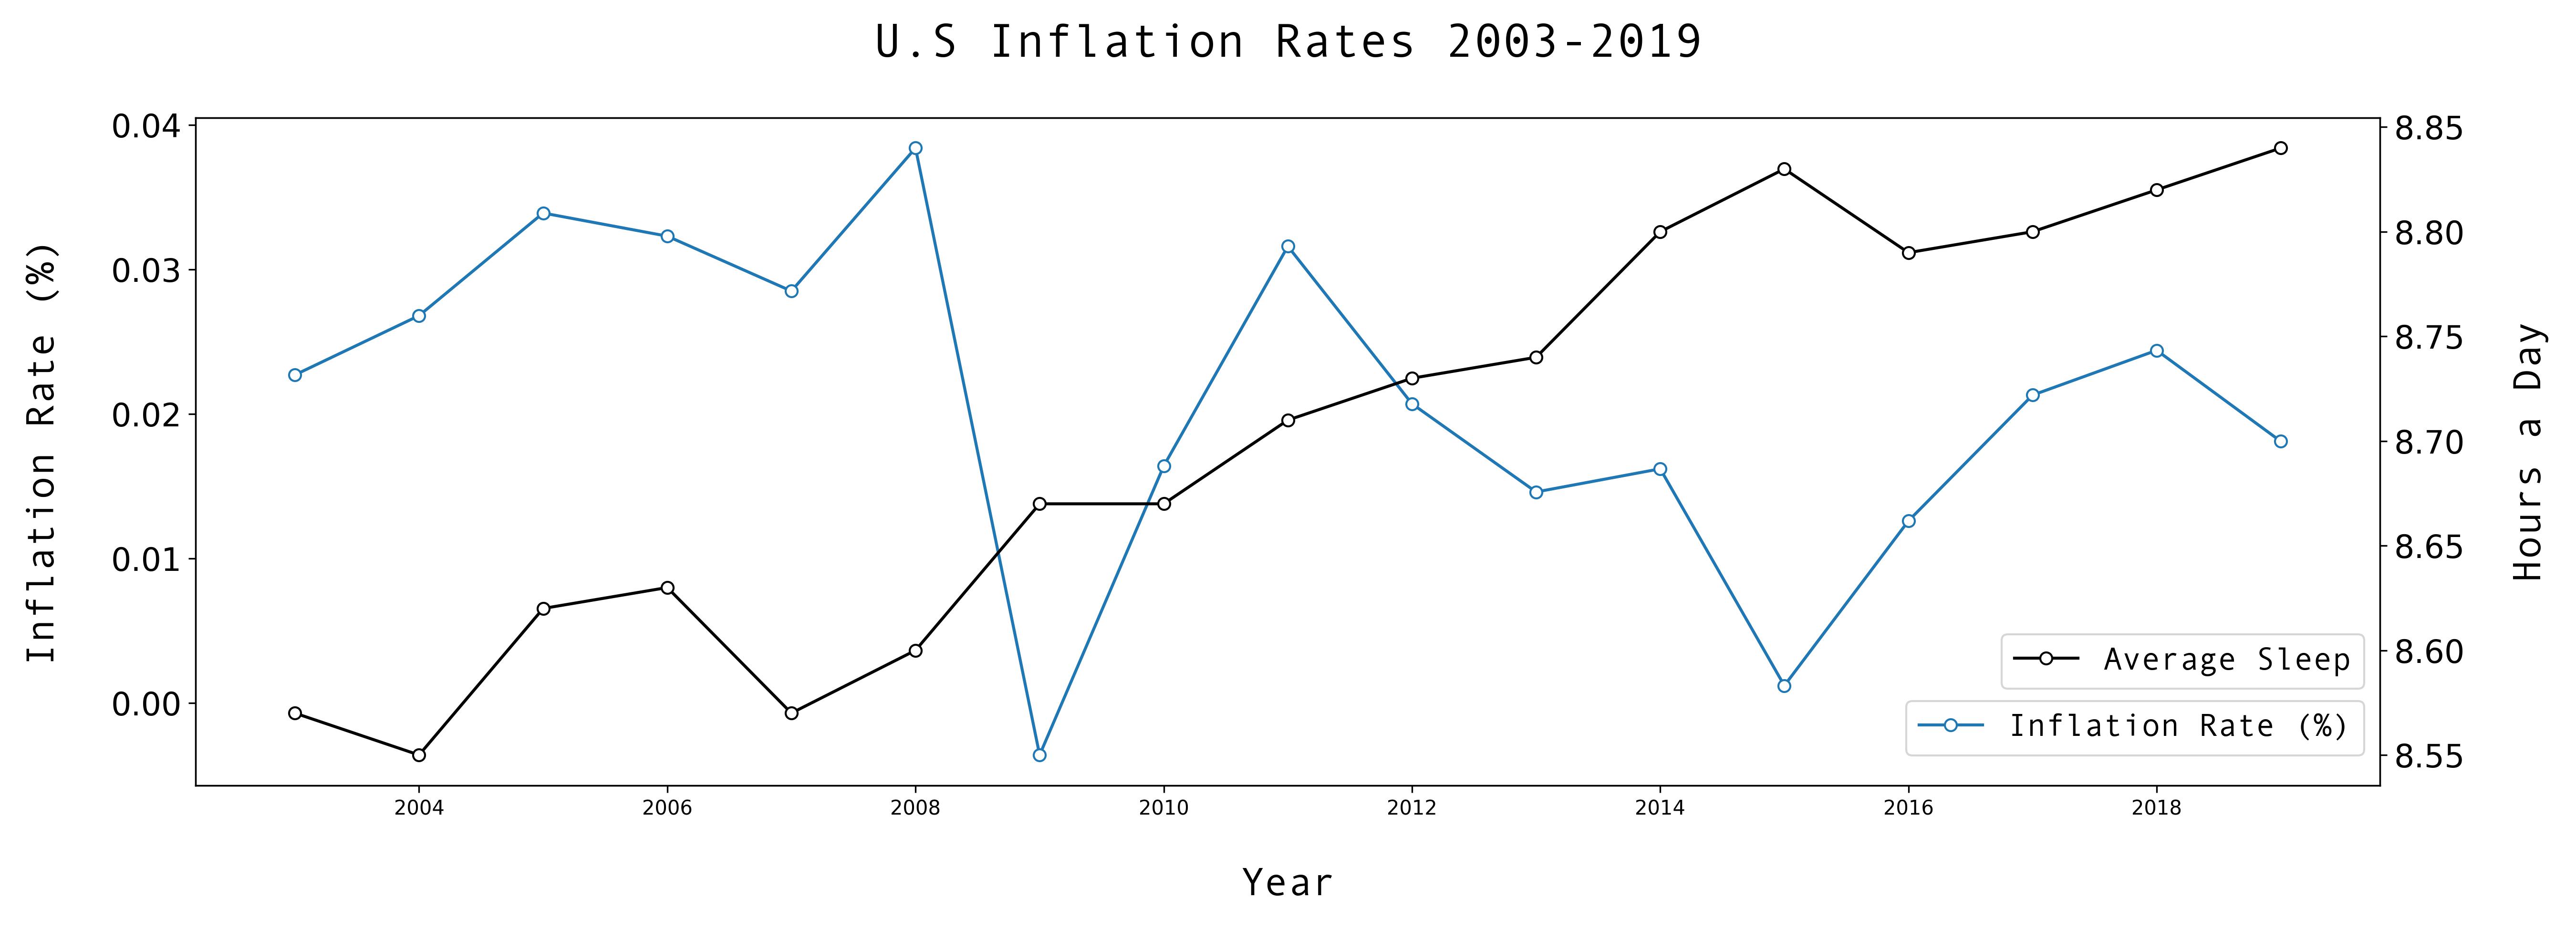 U.S Inflation Rates 2003-2019
0.04
0.03
0.02
0.01
0.00
Inflation Rate (%)
8.85
8.80
8.75
8.70
8.65
8.60
8.55
Hours a Day
Average Sleep
Inflation Rate (%)
2004 2006 2008 2010 2012 2014 2016 2018
Year